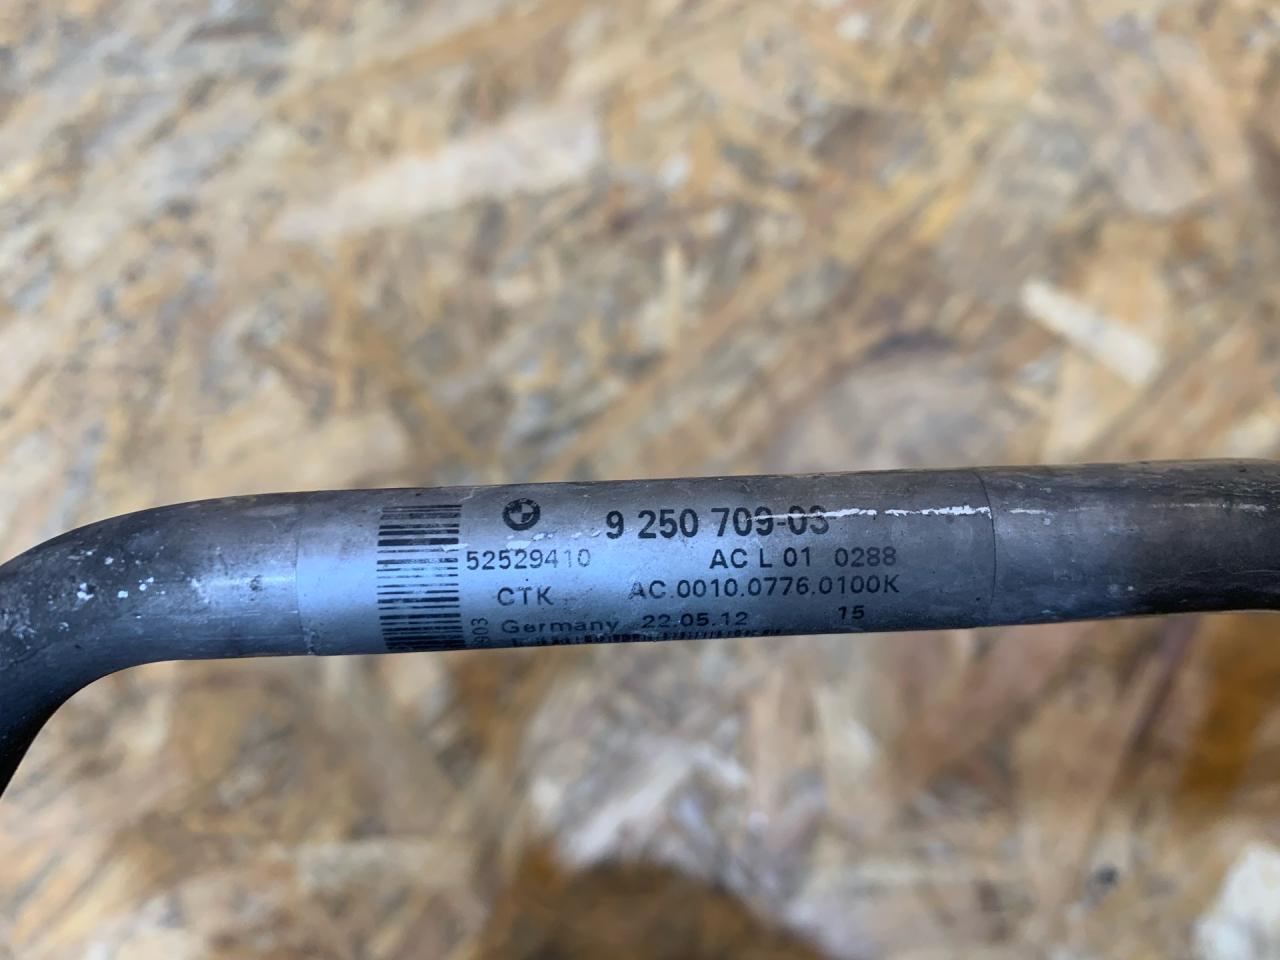 9 250 709-03
52529410 AC L 01 0288
CTK AC.0010.0776.0100K
Germany 22.05.12 15